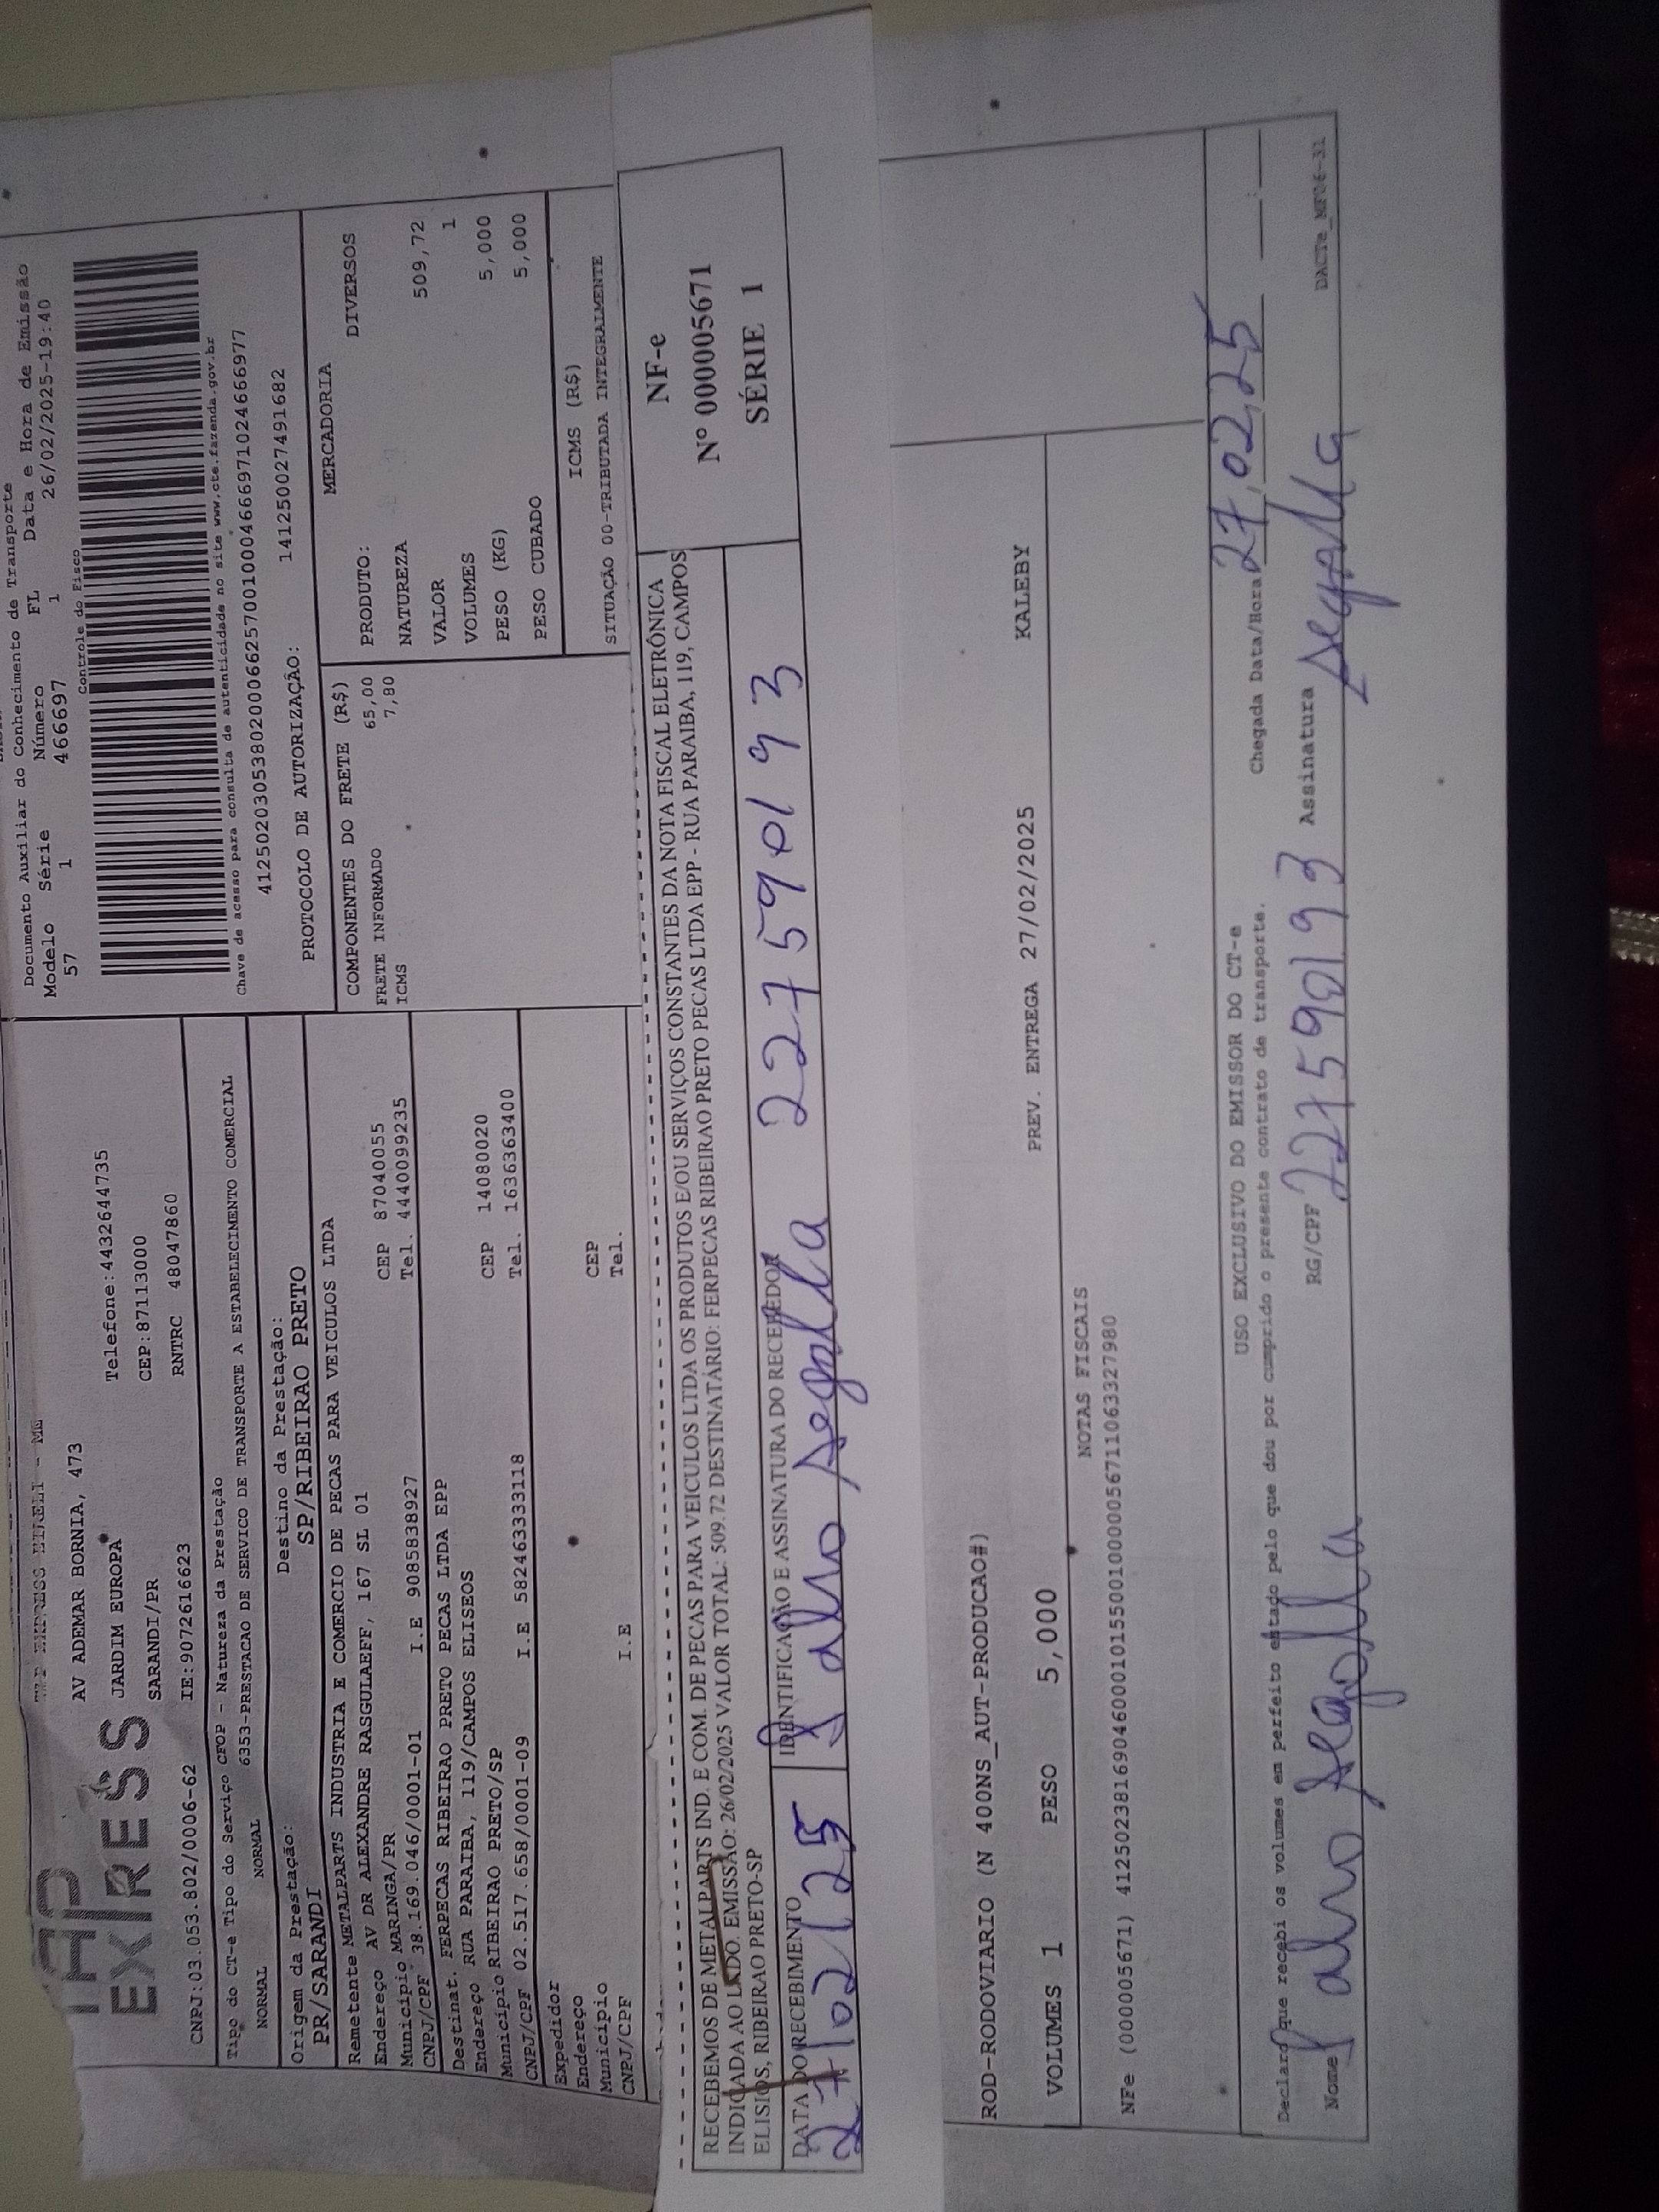 Documento Auxiliar do Conhecimento de Transporte
Modelo Série Número FL Data e Hora de Emissão
57 1 466697 1 26/02/2025-19:40
Controle do Fisco
Chave de acesso para consulta de autenticidade no site www.cte.fazenda.gov.br
41250203053802000662570010004666971024666977
PROTOCOLO DE AUTORIZAÇÃO: 141250027491682
EXPRESS
EXPRESS EIRELI - ME
AV ADEMAR BORNIA, 473
JARDIM EUROPA Telefone:4432644735
SARANDI/PR CEP:87113000
CNPJ:03.053.802/0006-62 IE:9072616623 RNTRC 48047860
Tipo do CT-e Tipo do Serviço CFOP - Natureza da Prestação
NORMAL NORMAL 6353-PRESTACAO DE SERVICO DE TRANSPORTE A ESTABELECIMENTO COMERCIAL
Origem da Prestação: Destino da Prestação:
PR/SARANDI SP/RIBEIRAO PRETO
Remetente METALPARTS INDUSTRIA E COMERCIO DE PECAS PARA VEICULOS LTDA
Endereço AV DR ALEXANDRE RASGULAEFF, 167 SL 01
Município MARINGA/PR CEP 87040055
CNPJ/CPF 38.169.046/0001-01 I.E 9085838927 Tel. 444009235
Destinat. FERPECAS RIBEIRAO PRETO PECAS LTDA EPP
Endereço RUA PARAIBA, 119/CAMPOS ELISEOS
Município RIBEIRAO PRETO/SP CEP 14080020
CNPJ/CPF 02.517.658/0001-09 I.E 582463333118 Tel. 1636363400
Expedidor
Endereço
Município CEP
CNPJ/CPF I.E Tel.
COMPONENTES DO FRETE (R$)
FRETE INFORMADO 65,00
ICMS 7,80
MERCADORIA
PRODUTO: DIVERSOS
NATUREZA
VALOR 509,72
VOLUMES 1
PESO (KG) 5,000
PESO CUBADO 5,000
ICMS (R$)
SITUAÇÃO 00-TRIBUTADA INTEGRALMENTE
RECEBEMOS DE METALPARTS IND. E COM. DE PECAS PARA VEICULOS LTDA OS PRODUTOS E/OU SERVIÇOS CONSTANTES DA NOTA FISCAL ELETRÔNICA
INDICADA AO LADO. EMISSÃO: 26/02/2025 VALOR TOTAL: 509.72 DESTINATÁRIO: FERPECAS RIBEIRAO PRETO PECAS LTDA EPP - RUA PARAIBA, 119, CAMPOS
ELISIOS, RIBEIRAO PRETO-SP
NF-e
Nº 000005671
SÉRIE 1
DATA DO RECEBIMENTO IDENTIFICAÇÃO E ASSINATURA DO RECEBEDOR
27/02/25 227590193
ROD-RODOVIARIO (N 400NS_AUT-PRODUCAO#)
VOLUMES 1 PESO 5,000 PREV. ENTREGA 27/02/2025 KALEBY
NOTAS FISCAIS
NFe (000005671) 41250238169046000101550010000056711063327980
USO EXCLUSIVO DO EMISSOR DO CT-e
Declaro que recebi os volumes em perfeito estado pelo que dou por cumprido o presente contrato de transporte. Chegada Data/Hora 27,02,25
Nome RG/CPF 227590193 Assinatura
DACTe_MF06-31